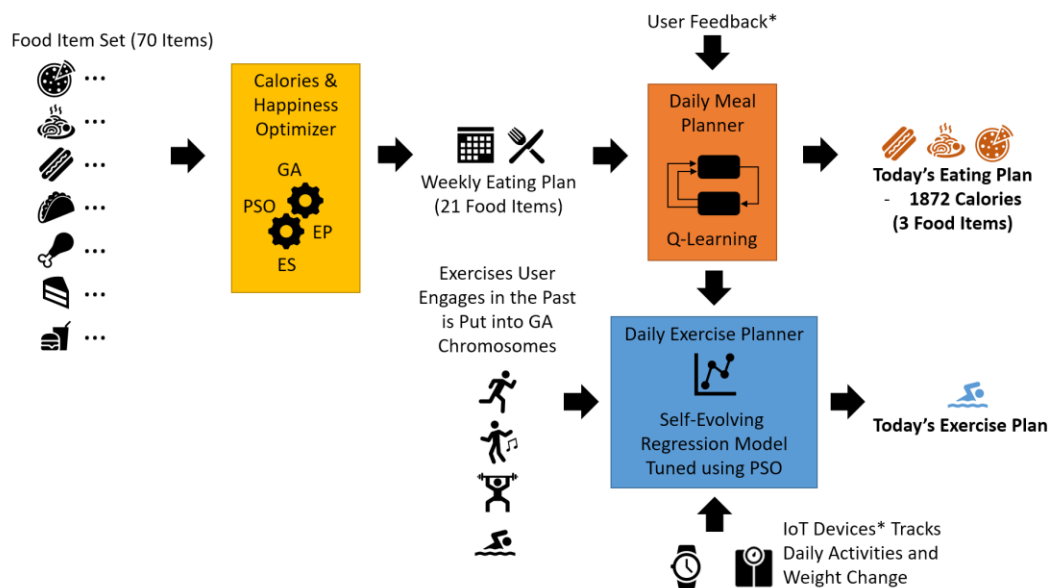 User Feedback*
Food Item Set (70 Items)
...
...
...
...
...
...
...
Calories &
Happiness
Optimizer
GA
PSO
EP
ES
Weekly Eating Plan
(21 Food Items)
Daily Meal
Planner
Q-Learning
Today's Eating Plan
- 1872 Calories
(3 Food Items)
Exercises User
Engages in the Past
is Put into GA
Chromosomes
Daily Exercise Planner
Self-Evolving
Regression Model
Tuned using PSO
Today's Exercise Plan
IoT Devices* Tracks
Daily Activities and
Weight Change